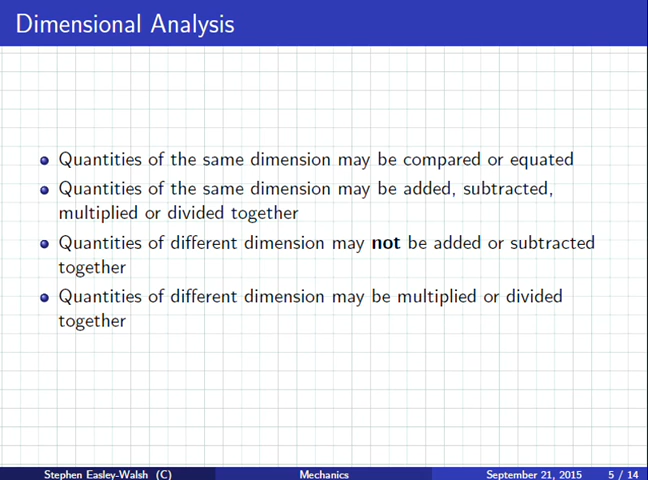 Dimensional Analysis
Quantities of the same dimension may be compared or equated
Quantities of the same dimension may be added, subtracted,
multiplied or divided together
Quantities of different dimension may not be added or subtracted
together
Quantities of different dimension may be multiplied or divided
together
Stephen Easley-Walsh (C) Mechanics September 21, 2015 5 / 14